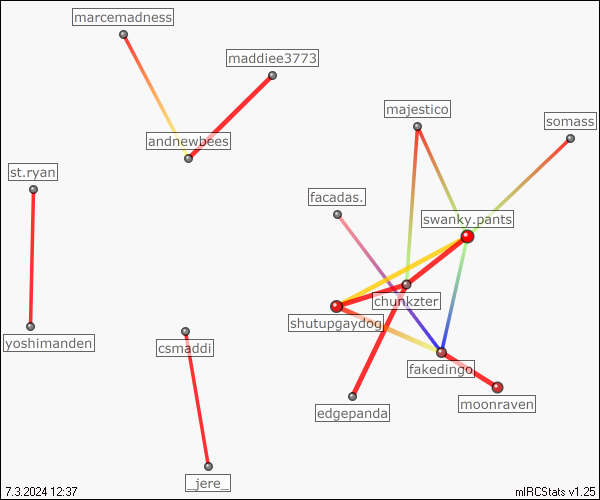 marcemadness
maddiee3773
majestico
somass
andnewbees
st.ryan
facadas.
swanky.pants
chunkzter
shutupgaydog
yoshimanden
csmaddi
fakedingo
moonraven
edgepanda
_jere_
7.3.2024 12:37
mIRCStats v1.25